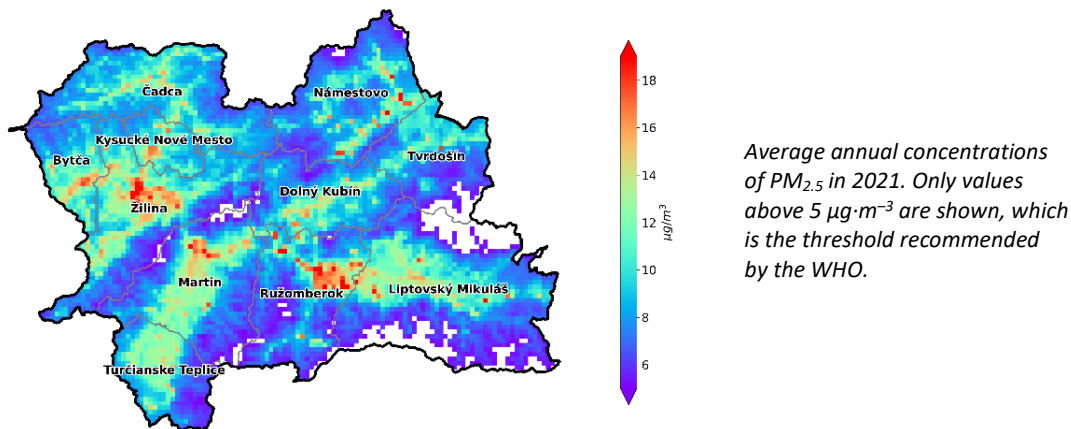 Čadca
Námestovo
Kysucké Nové Mesto
Bytča
Tvrdošín
Dolný Kubín
Žilina
Martin
Ružomberok
Liptovský Mikuláš
Turčianske Teplice
18
16
14
12
10
8
6
µg/m³
Average annual concentrations
of PM₂.₅ in 2021. Only values
above 5 µg·m⁻³ are shown, which
is the threshold recommended
by the WHO.